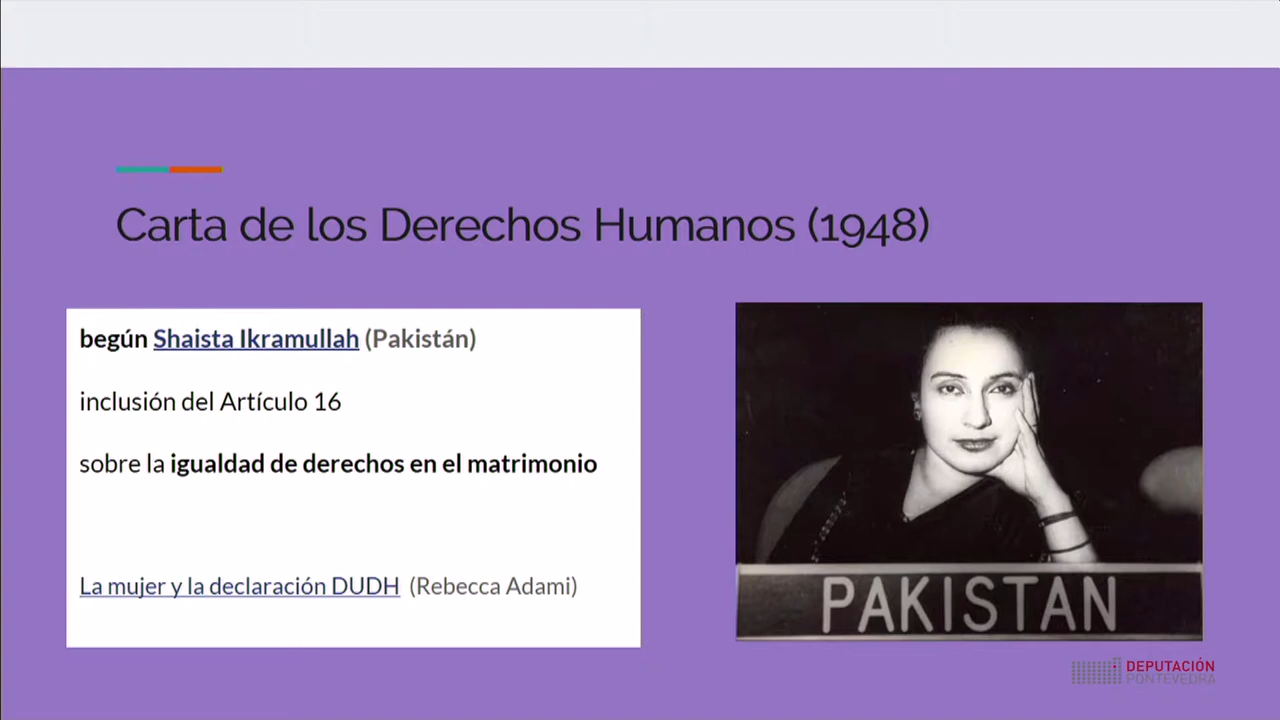 Carta de los Derechos Humanos (1948)
begún Shaista Ikramullah (Pakistán)
inclusión del Artículo 16
sobre la igualdad de derechos en el matrimonio
La mujer y la declaración DUDH (Rebecca Adami)
PAKISTAN
DEPUTACIÓN
PONTEVEDRA